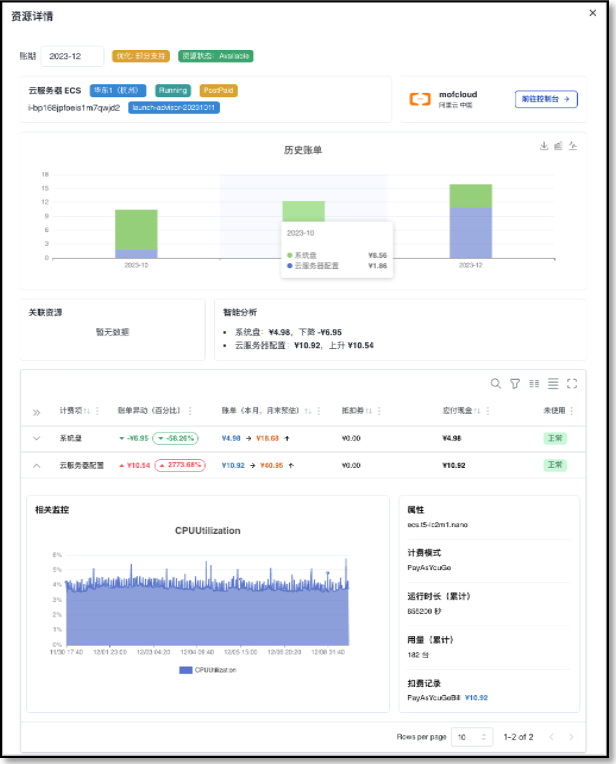 资源详情
账期 2023-12 优化: 部分支持 资源状态: Available
云服务器 ECS 华东1（杭州） Running PostPaid
i-bp168jpfoeis1m7qwjd2 launch-advisor-20231011
mofcloud
阿里云 中国
前往控制台 →
历史账单
18
15
12
9
6
3
0
2023-10
系统盘 ¥8.56
云服务器配置 ¥1.86
2023-12
2023-12
关联资源
暂无数据
智能分析
• 系统盘: ¥4.98, 下降 -¥6.95
• 云服务器配置: ¥10.92, 上升 ¥10.54
计费项 账单异动（百分比） 账单（本月, 月末预估） 抵扣券 应付现金 未使用
系统盘 -¥6.95 -58.26% ¥4.98 → ¥18.68 ¥0.00 ¥4.98 正常
云服务器配置 ¥10.54 2773.68% ¥10.92 → ¥40.95 ¥0.00 ¥10.92 正常
相关监控
CPUUtilization
6%
5%
4%
3%
2%
1%
0%
11/30 17:40 12/01 23:00 12/03 04:20 12/04 09:40 12/05 15:00 12/06 20:20 12/08 01:40
CPUUtilization
属性
ecs.t5-lc2m1.nano
计费模式
PayAsYouGo
运行时长（累计）
655200 秒
用量（累计）
182 台
扣费记录
PayAsYouGoBill ¥10.92
Rows per page 10 1–2 of 2